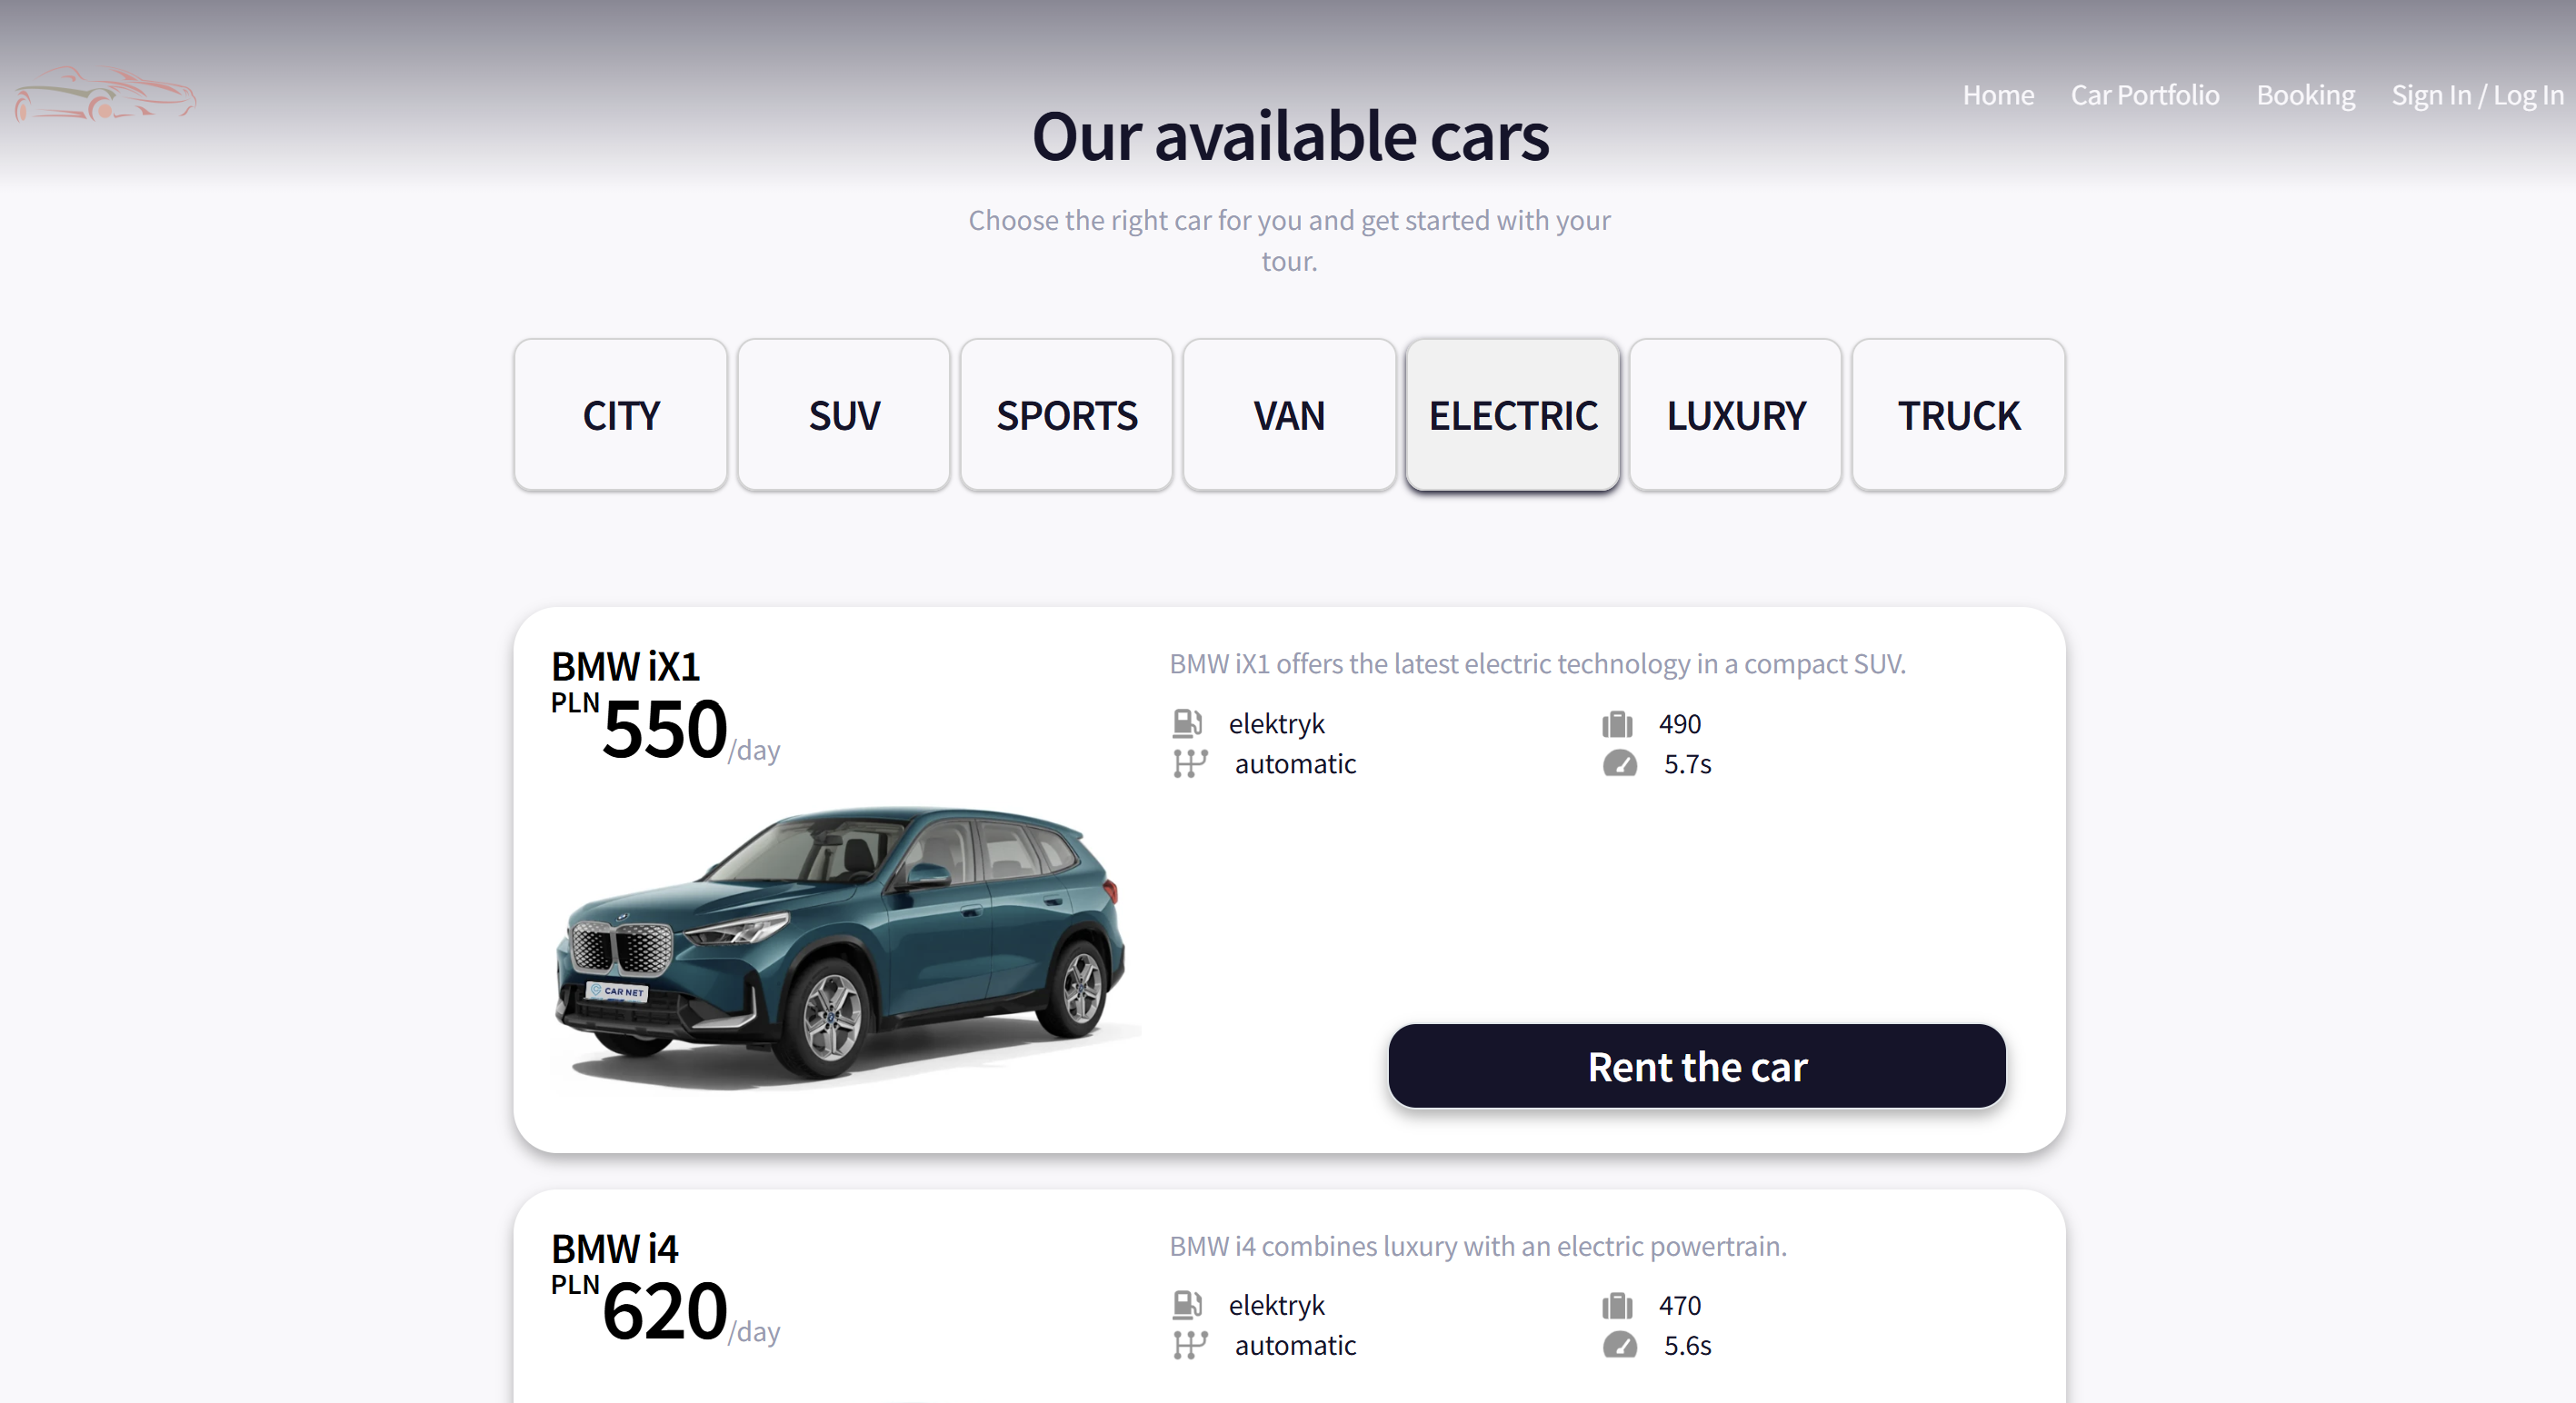 Home Car Portfolio Booking Sign In / Log In
Our available cars
Choose the right car for you and get started with your
tour.
CITY SUV SPORTS VAN ELECTRIC LUXURY TRUCK
BMW iX1
PLN 550 /day
BMW iX1 offers the latest electric technology in a compact SUV.
elektryk 490
automatic 5.7s
CAR NET
Rent the car
BMW i4
PLN 620 /day
BMW i4 combines luxury with an electric powertrain.
elektryk 470
automatic 5.6s